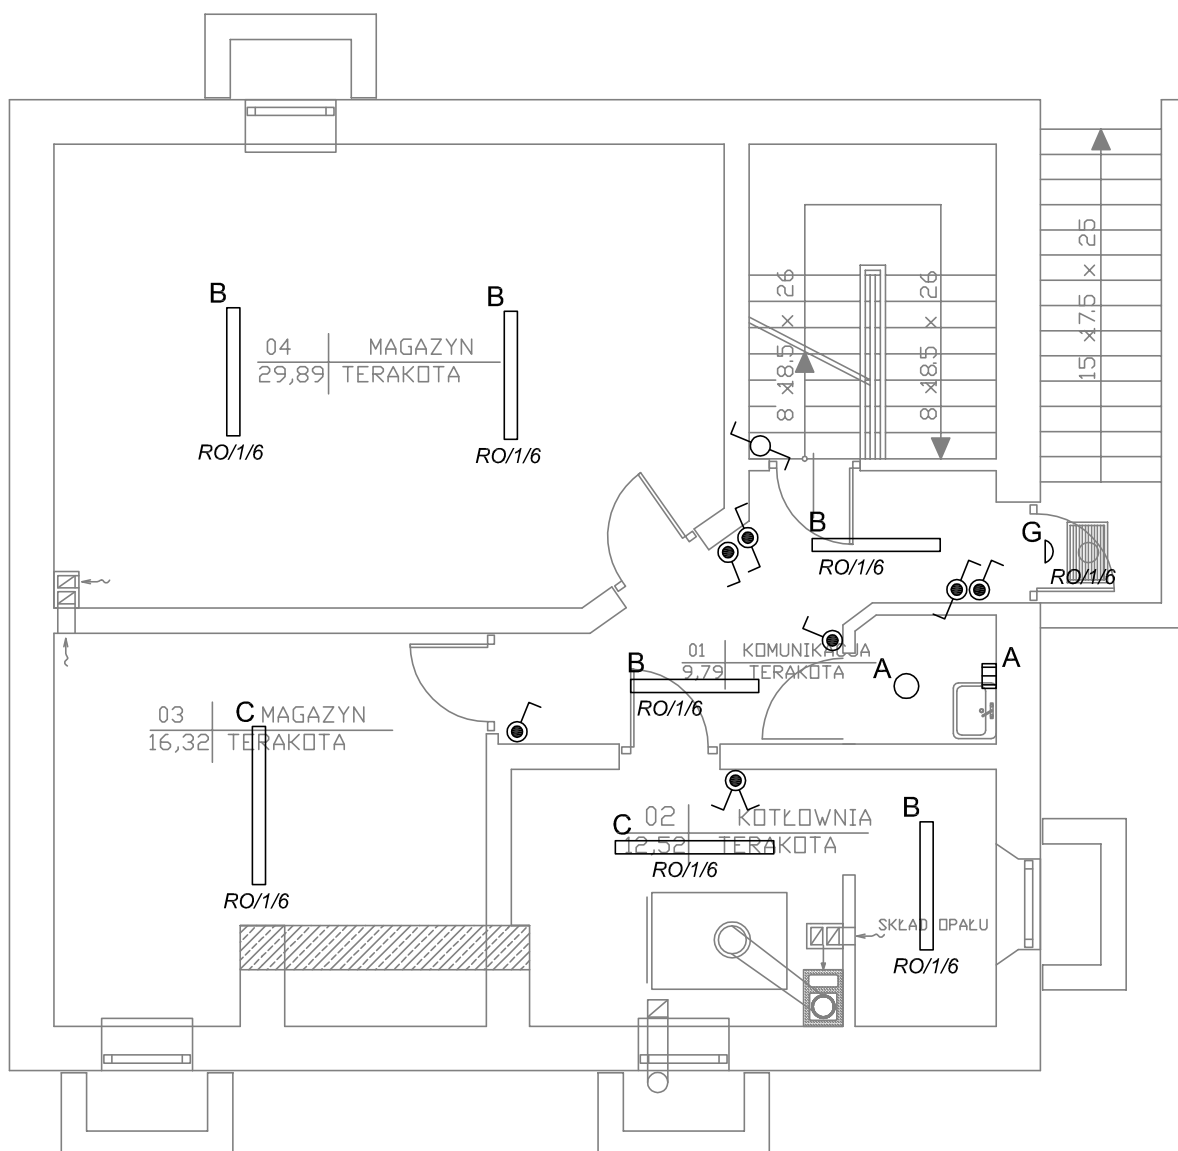 B
B
04 MAGAZYN
29,89 TERAKOTA
RO/1/6
RO/1/6
8 x 18.5 x 26
8 x 18.5 x 26
15 x 17.5 x 25
B
RO/1/6
G
RO/1/6
01 KOMUNIKACJA
9,79 TERAKOTA
B
RO/1/6
A
A
03 MAGAZYN
16,32 TERAKOTA
C
RO/1/6
02 KOTŁOWNIA
12,52 TERAKOTA
C
RO/1/6
B
SKŁAD OPAŁU
RO/1/6